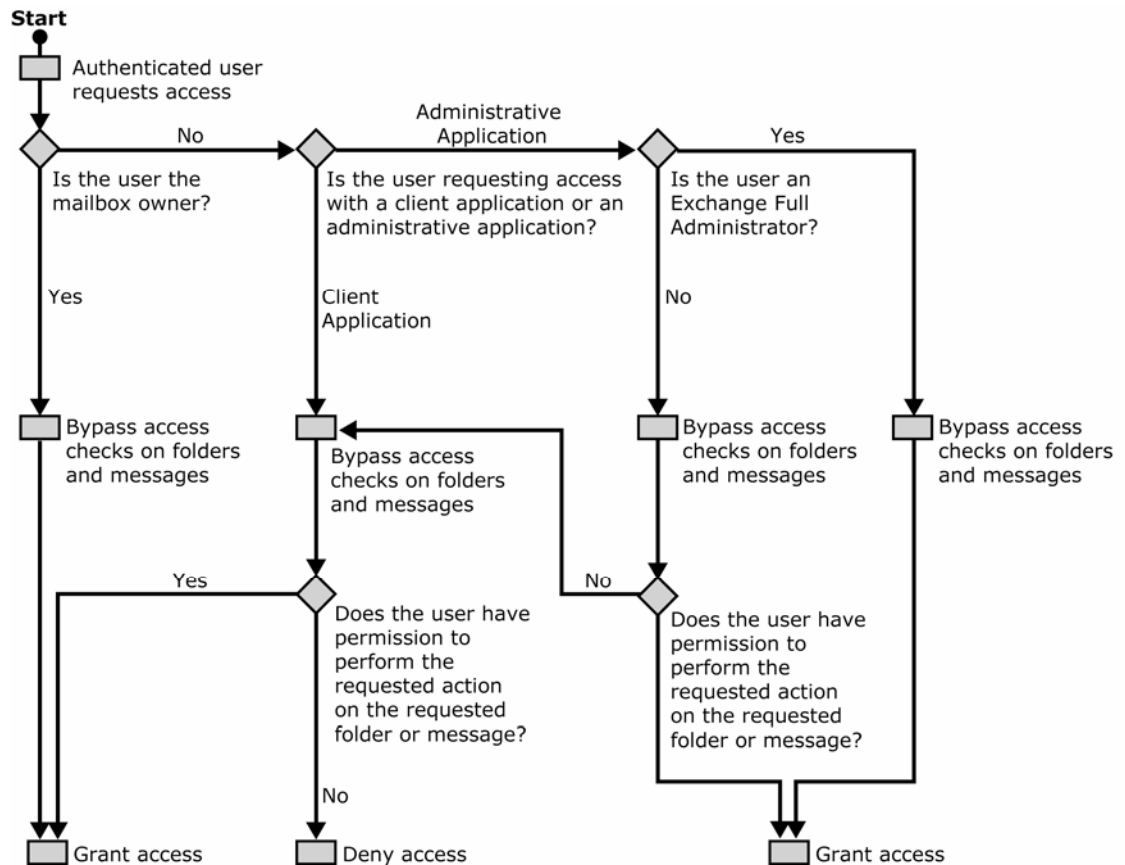 Start
Authenticated user
requests access
No
Administrative
Application
Yes
Is the user the
mailbox owner?
Is the user requesting access
with a client application or an
administrative application?
Is the user an
Exchange Full
Administrator?
Yes
Client
Application
No
Bypass access
checks on folders
and messages
Bypass access
checks on folders
and messages
Bypass access
checks on folders
and messages
Bypass access
checks on folders
and messages
Yes
No
Does the user have
permission to
perform the
requested action
on the requested
folder or message?
Does the user have
permission to
perform the
requested action
on the requested
folder or message?
No
Grant access
Deny access
Grant access